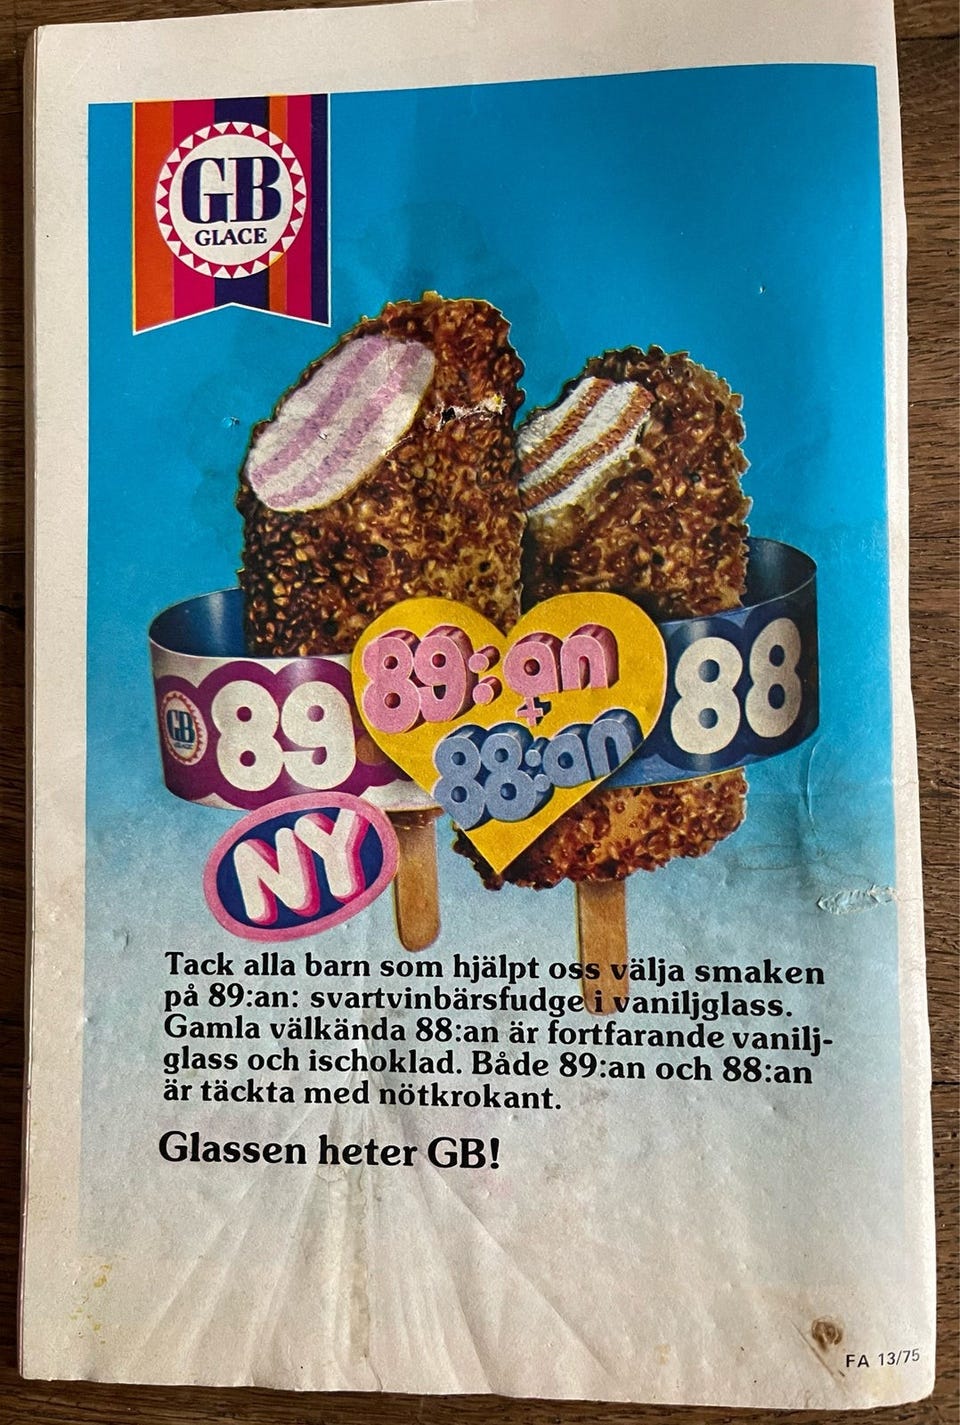 GB
GLACE
89:an
+
88:an
GB
GLACE
89
88
NY
Tack alla barn som hjälpt oss välja smaken
på 89:an: svartvinbärsfudge i vaniljglass.
Gamla välkända 88:an är fortfarande vanilj-
glass och ischoklad. Både 89:an och 88:an
är täckta med nötkrokant.
Glassen heter GB!
FA 13/75